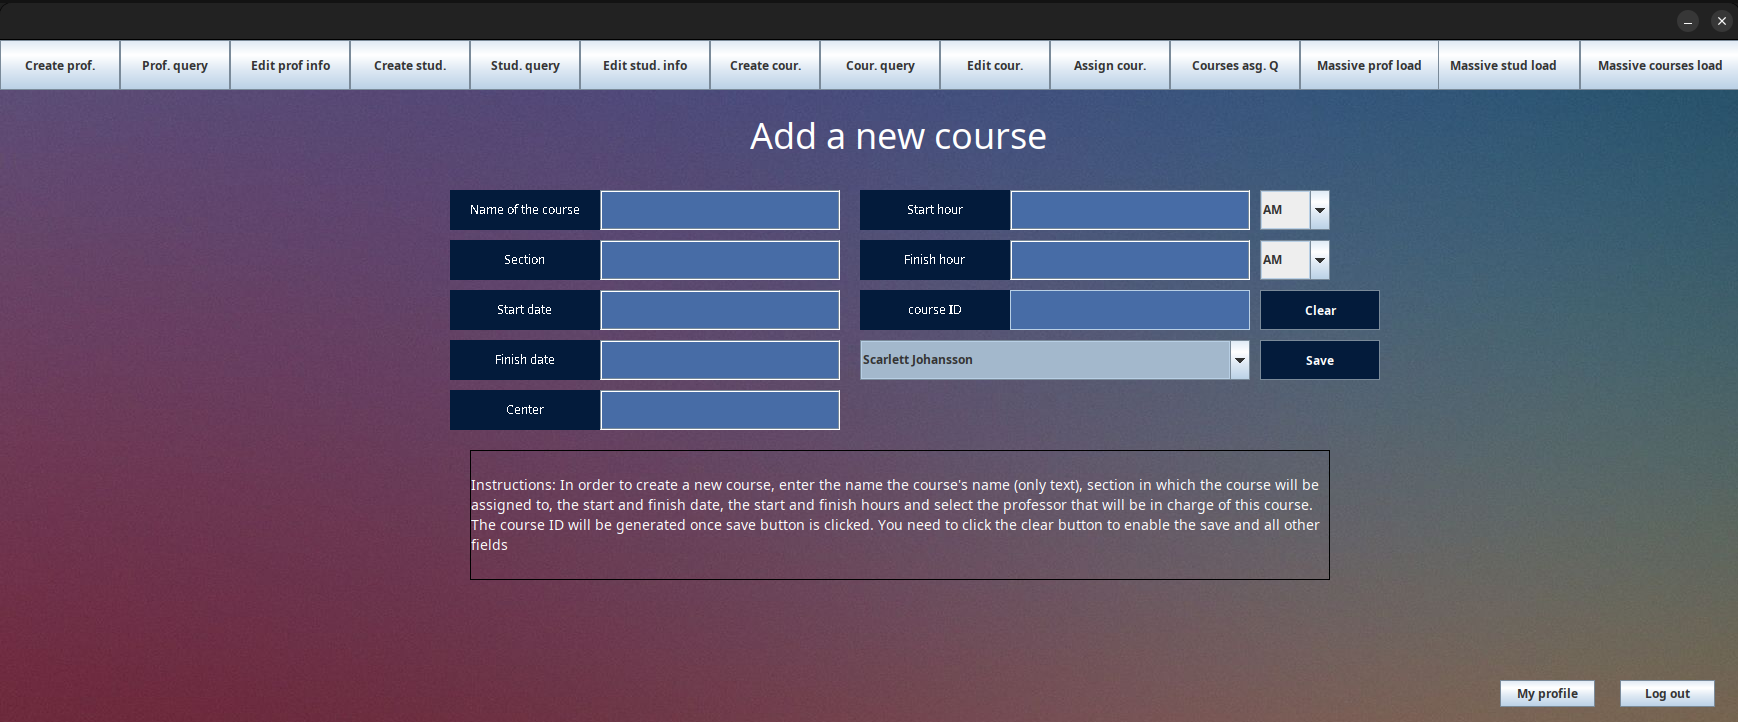 Create prof. Prof. query Edit prof info Create stud. Stud. query Edit stud. info Create cour. Cour. query Edit cour. Assign cour. Courses asg. Q Massive prof load Massive stud load Massive courses load
Add a new course
Name of the course Start hour AM
Section Finish hour AM
Start date course ID Clear
Finish date Scarlett Johansson Save
Center
Instructions: In order to create a new course, enter the name the course's name (only text), section in which the course will be
assigned to, the start and finish date, the start and finish hours and select the professor that will be in charge of this course.
The course ID will be generated once save button is clicked. You need to click the clear button to enable the save and all other
fields
My profile Log out